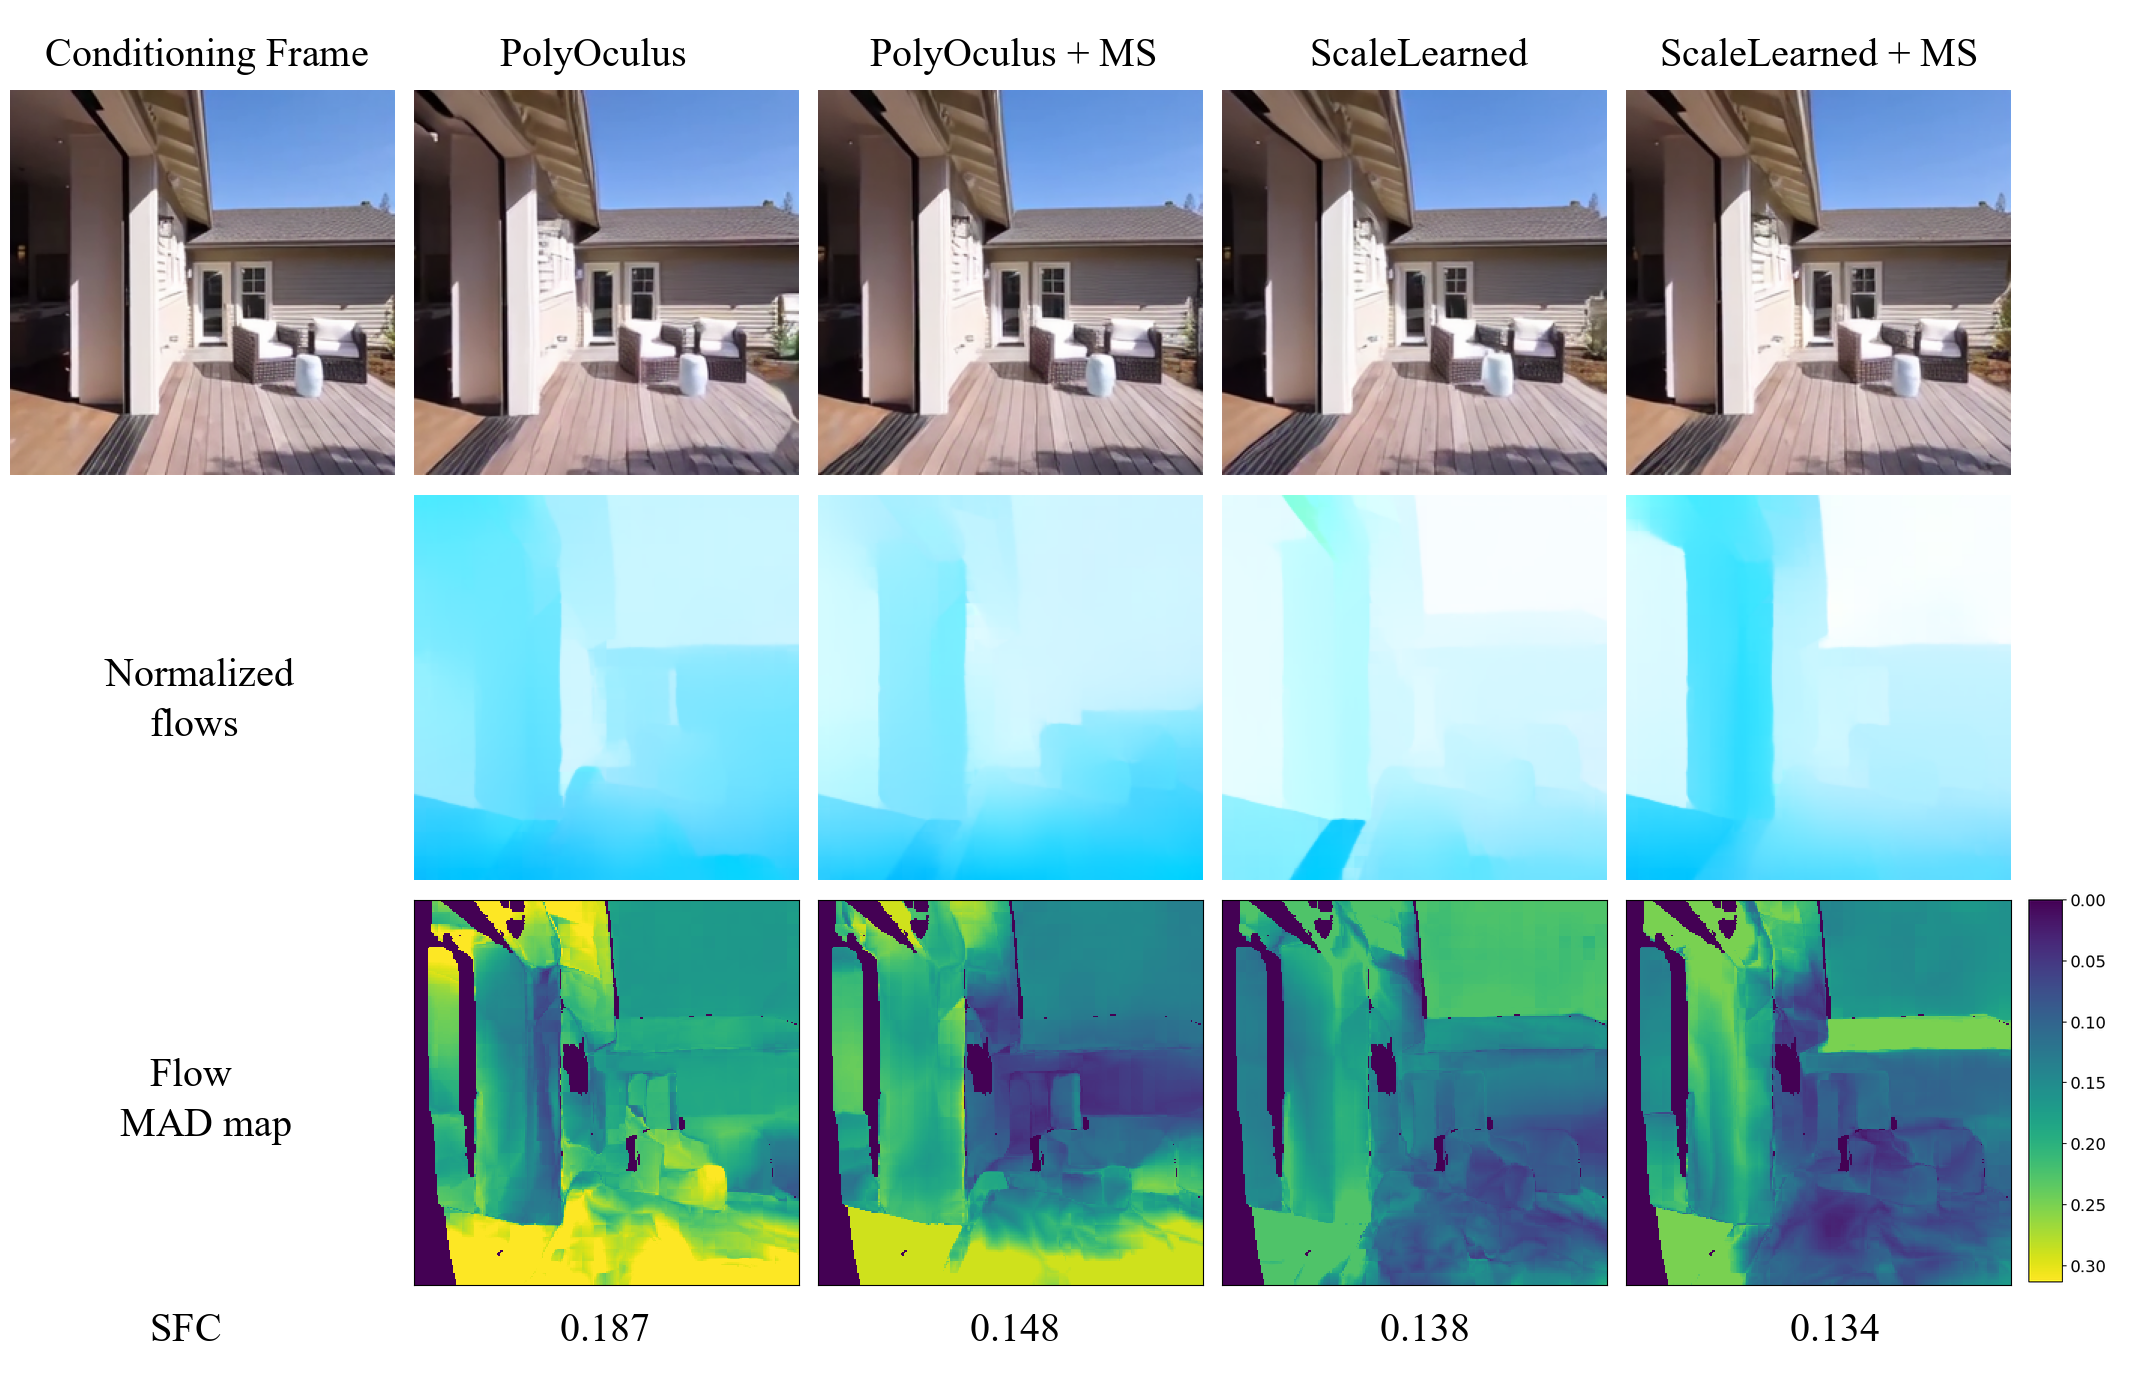 Conditioning Frame
PolyOculus
PolyOculus + MS
ScaleLearned
ScaleLearned + MS
Normalized
flows
Flow
MAD map
0.00
0.05
0.10
0.15
0.20
0.25
0.30
SFC
0.187
0.148
0.138
0.134